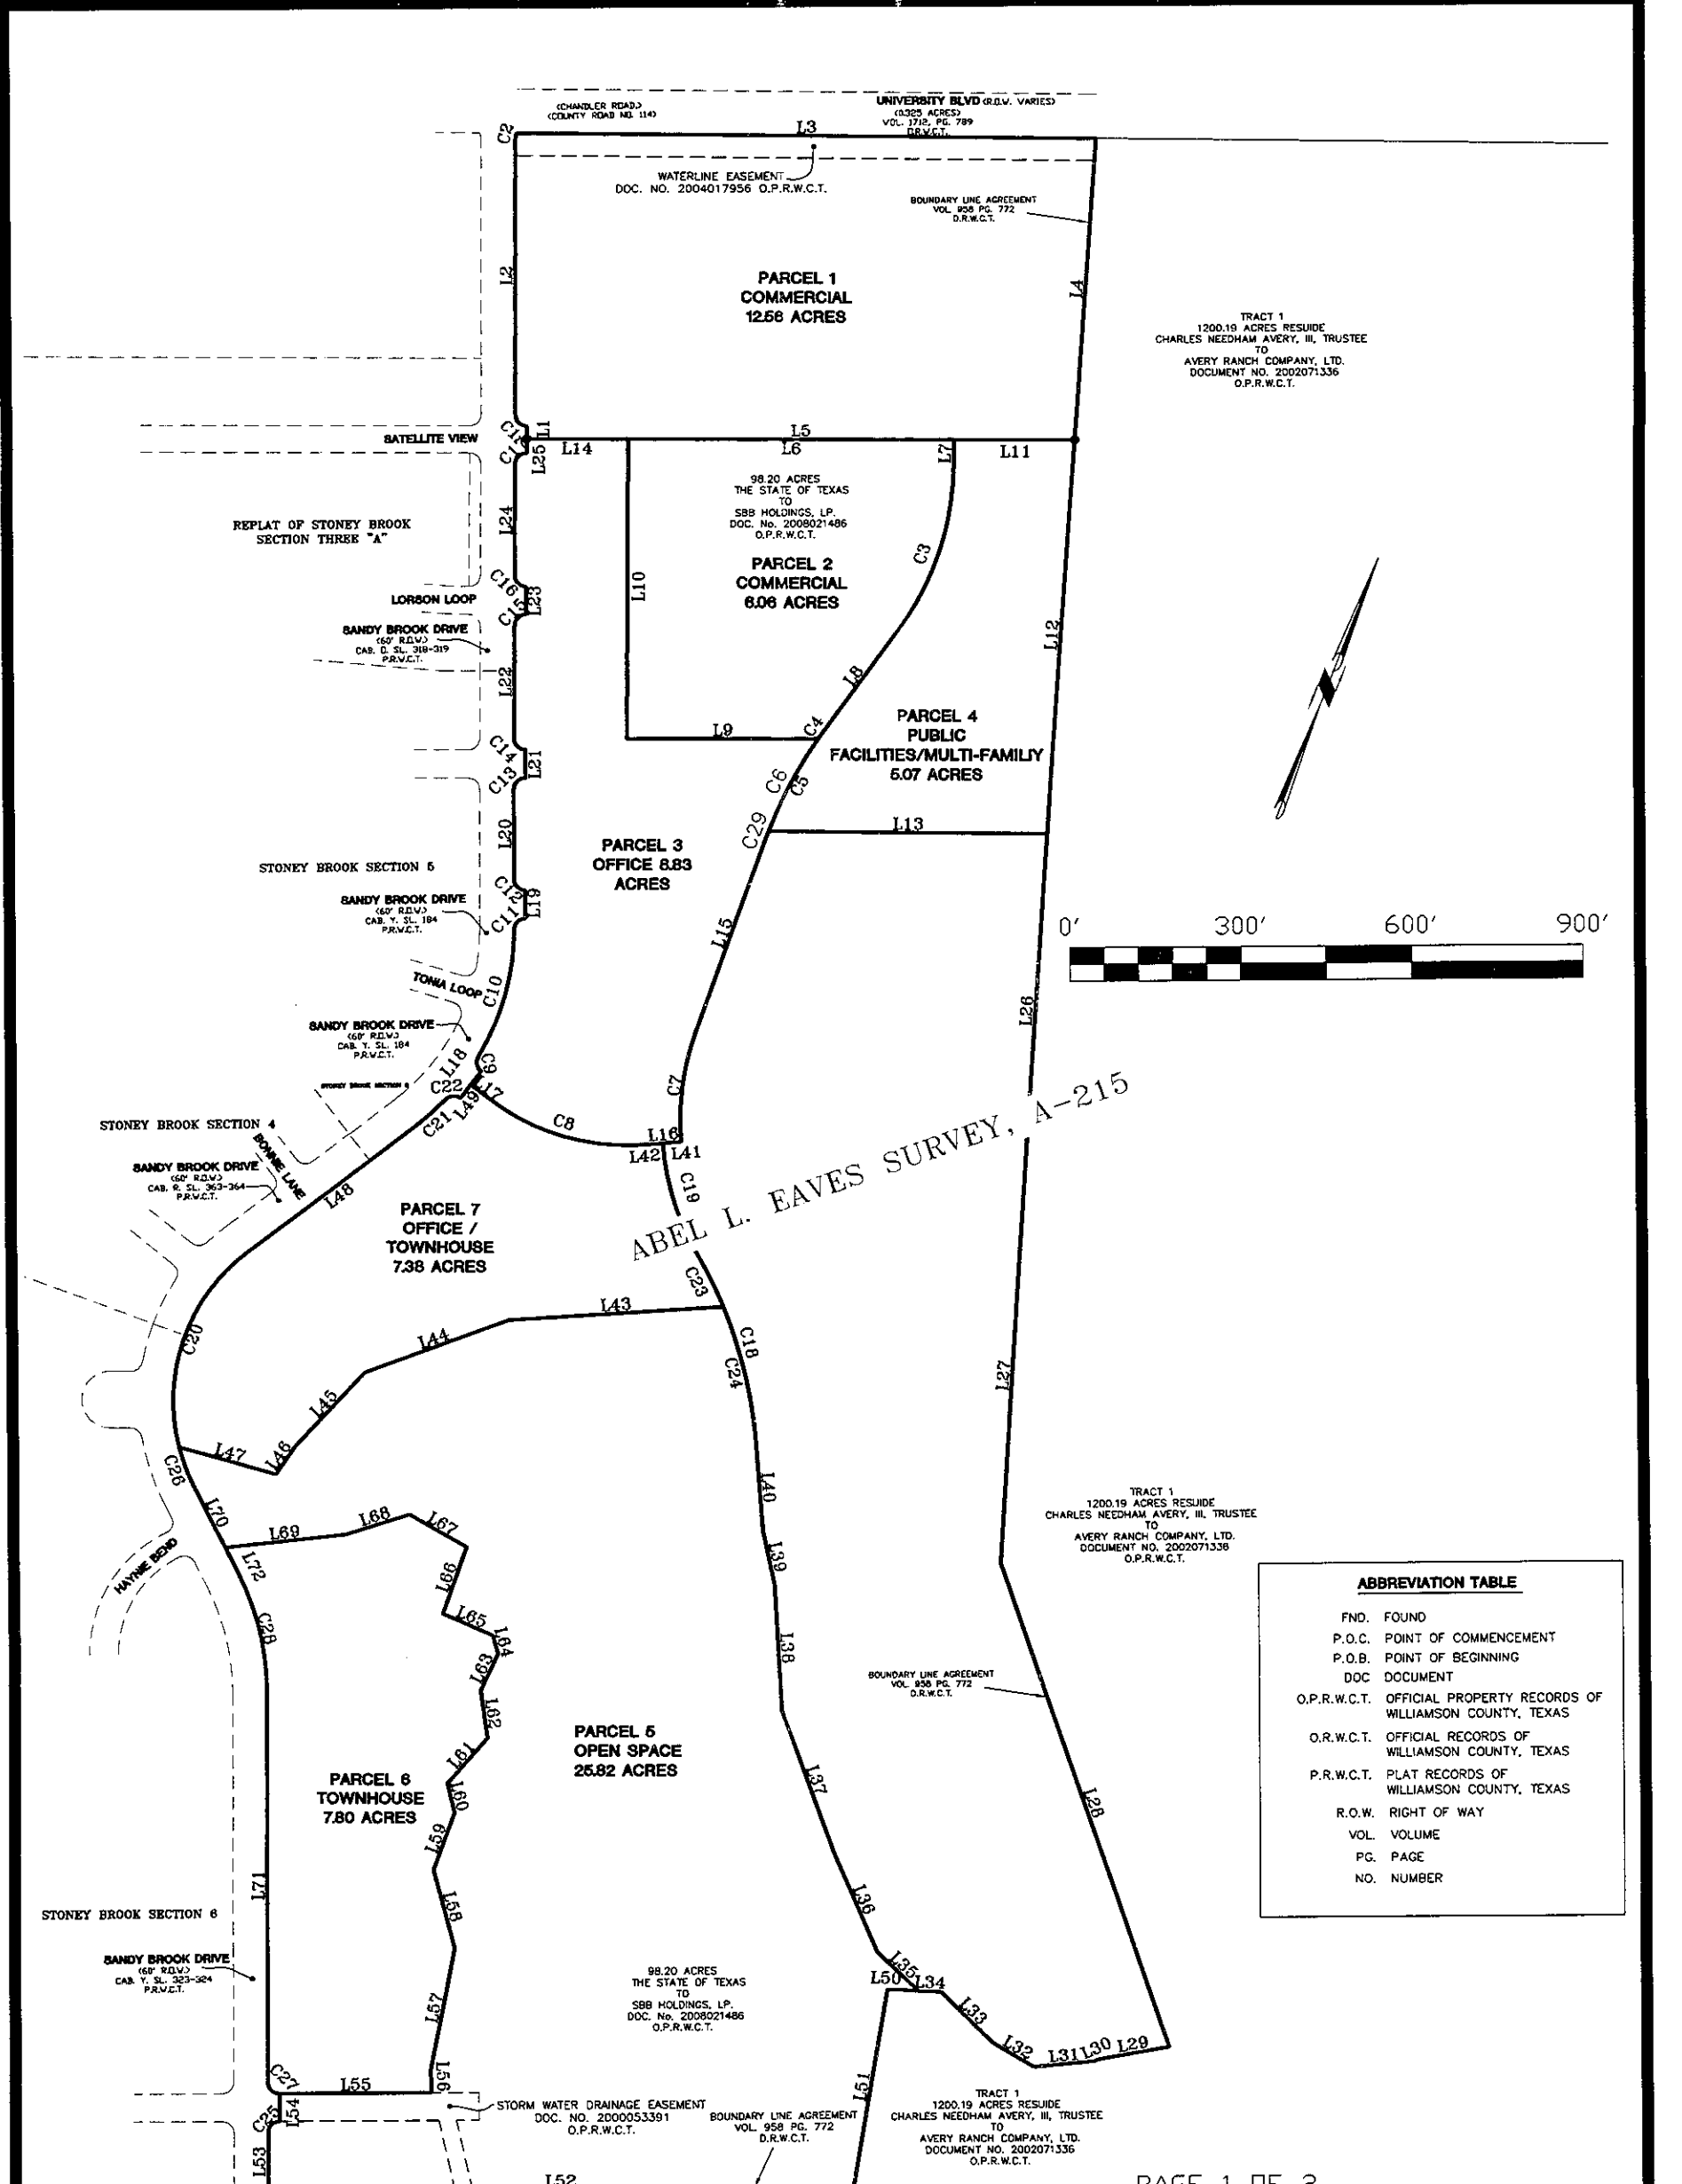 (CHANDLER ROAD)
(COUNTY ROAD NO. 114)
UNIVERSITY BLVD (R.O.W. VARIES)
(0.325 ACRES)
VOL. 1712, PG. 789
D.R.W.C.T.
C2
L3
WATERLINE EASEMENT
DOC. NO. 2004017956 O.P.R.W.C.T.
BOUNDARY LINE AGREEMENT
VOL. 958 PG. 772
D.R.W.C.T.
L2
L4
PARCEL 1
COMMERCIAL
12.56 ACRES
TRACT 1
1200.19 ACRES RESUIDE
CHARLES NEEDHAM AVERY, III, TRUSTEE
TO
AVERY RANCH COMPANY, LTD.
DOCUMENT NO. 2002071336
O.P.R.W.C.T.
SATELLITE VIEW
L1
L25
L14
L5
L6
L7
L11
98.20 ACRES
THE STATE OF TEXAS
TO
SBB HOLDINGS, LP.
DOC. No. 2008021486
O.P.R.W.C.T.
REPLAT OF STONEY BROOK
SECTION THREE "A"
L24
C3
PARCEL 2
COMMERCIAL
6.06 ACRES
L10
C16
LORSON LOOP
L23
C15
SANDY BROOK DRIVE
(60' R.O.W.)
CAB. D. SL. 318-319
P.R.W.C.T.
L12
L22
L8
L9
C4
PARCEL 4
PUBLIC
FACILITIES/MULTI-FAMILIY
5.07 ACRES
C14
L21
C13
C6
C5
L20
C29
L13
PARCEL 3
OFFICE 8.83
ACRES
STONEY BROOK SECTION 5
C12
L19
C11
SANDY BROOK DRIVE
(60' R.O.W.)
CAB. Y. SL. 184
P.R.W.C.T.
L15
0'
300'
600'
900'
TONIA LOOP
C10
L26
SANDY BROOK DRIVE
(60' R.O.W.)
CAB. Y. SL. 184
P.R.W.C.T.
L18
C9
C22
L17
L49
C21
C7
C8
L16
L42
L41
ABEL L. EAVES SURVEY, A-215
STONEY BROOK SECTION 4
BONNIE LANE
SANDY BROOK DRIVE
(60' R.O.W.)
CAB. R. SL. 363-364
P.R.W.C.T.
L48
C19
PARCEL 7
OFFICE /
TOWNHOUSE
7.38 ACRES
C23
L43
C20
L44
C18
C24
L27
L45
L47
L46
C26
L40
L70
L69
L68
L67
L39
HAYNIE BEND
L72
L66
L65
C28
L64
L63
L38
L62
TRACT 1
1200.19 ACRES RESUIDE
CHARLES NEEDHAM AVERY, III, TRUSTEE
TO
AVERY RANCH COMPANY, LTD.
DOCUMENT NO. 2002071336
O.P.R.W.C.T.
BOUNDARY LINE AGREEMENT
VOL. 958 PG. 772
D.R.W.C.T.
ABBREVIATION TABLE
FND. FOUND
P.O.C. POINT OF COMMENCEMENT
P.O.B. POINT OF BEGINNING
DOC DOCUMENT
O.P.R.W.C.T. OFFICIAL PROPERTY RECORDS OF
WILLIAMSON COUNTY, TEXAS
O.R.W.C.T. OFFICIAL RECORDS OF
WILLIAMSON COUNTY, TEXAS
P.R.W.C.T. PLAT RECORDS OF
WILLIAMSON COUNTY, TEXAS
R.O.W. RIGHT OF WAY
VOL. VOLUME
PG. PAGE
NO. NUMBER
PARCEL 5
OPEN SPACE
25.82 ACRES
L61
L37
PARCEL 6
TOWNHOUSE
7.80 ACRES
L60
L59
L28
L71
L58
L36
STONEY BROOK SECTION 6
SANDY BROOK DRIVE
(60' R.O.W.)
CAB. Y. SL. 323-324
P.R.W.C.T.
98.20 ACRES
THE STATE OF TEXAS
TO
SBB HOLDINGS, LP.
DOC. No. 2008021486
O.P.R.W.C.T.
L57
L35
L50
L34
L33
L32
L31
L30
L29
C27
L55
L56
L51
C25
L54
STORM WATER DRAINAGE EASEMENT
DOC. NO. 2000053391
O.P.R.W.C.T.
BOUNDARY LINE AGREEMENT
VOL. 958 PG. 772
D.R.W.C.T.
TRACT 1
1200.19 ACRES RESUIDE
CHARLES NEEDHAM AVERY, III, TRUSTEE
TO
AVERY RANCH COMPANY, LTD.
DOCUMENT NO. 2002071336
O.P.R.W.C.T.
L53
L52
PAGE 1 OF